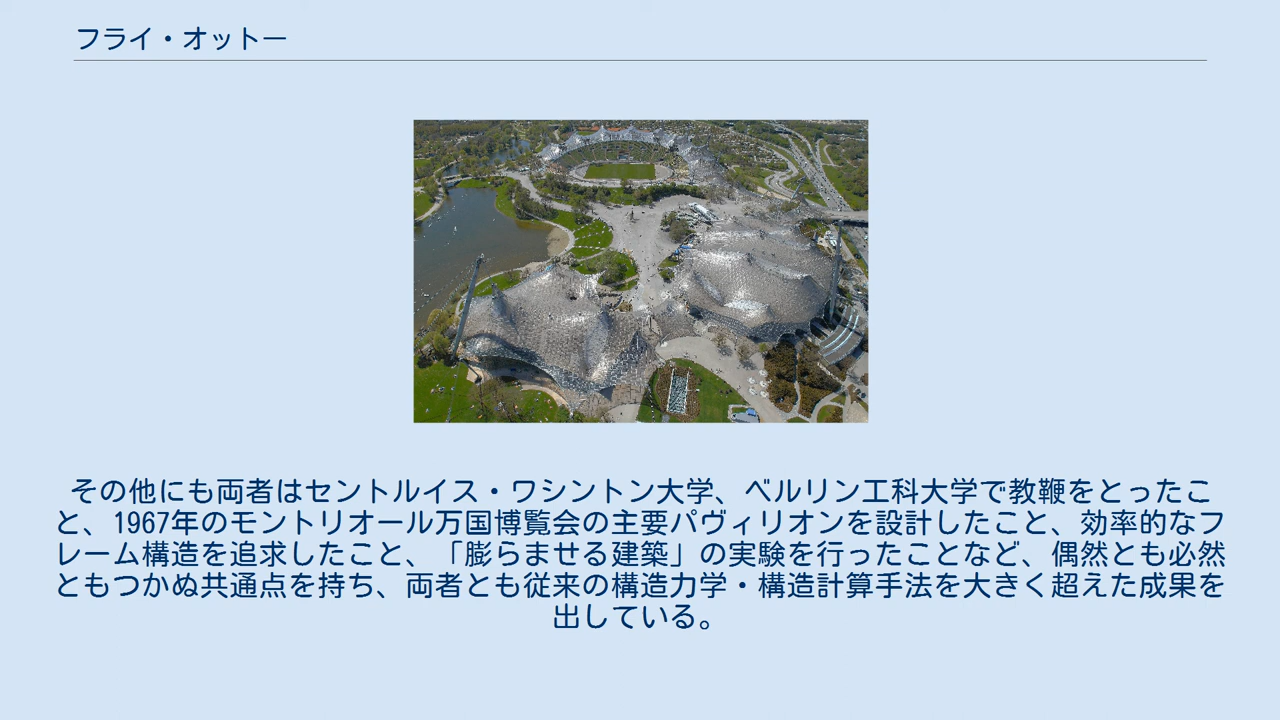 フライ・オットー
その他にも両者はセントルイス・ワシントン大学、ベルリン工科大学で教鞭をとったこ
と、1967年のモントリオール万国博覧会の主要パヴィリオンを設計したこと、効率的なフ
レーム構造を追求したこと、「膨らませる建築」の実験を行ったことなど、偶然とも必然
ともつかぬ共通点を持ち、両者とも従来の構造力学・構造計算手法を大きく超えた成果を
出している。